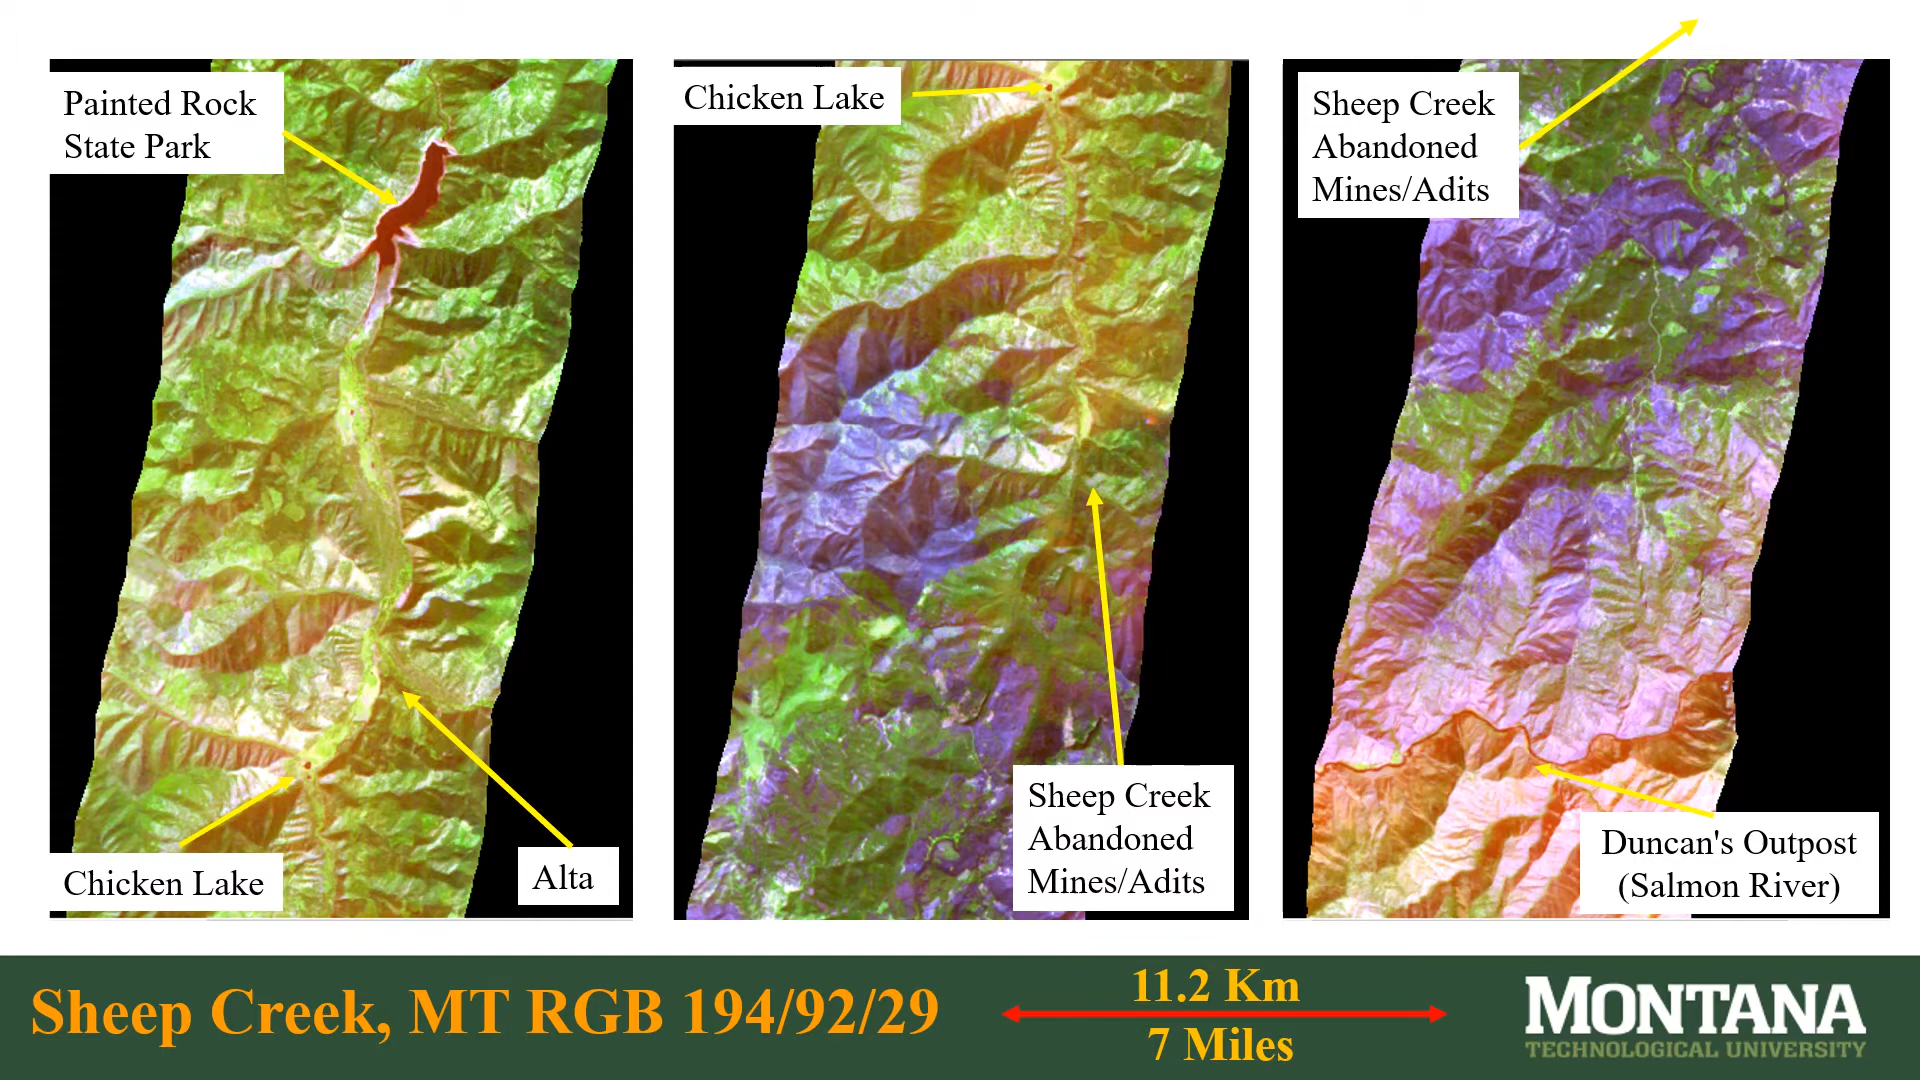 Painted Rock
State Park
Chicken Lake
Alta
Chicken Lake
Sheep Creek
Abandoned
Mines/Adits
Sheep Creek
Abandoned
Mines/Adits
Duncan's Outpost
(Salmon River)
Sheep Creek, MT RGB 194/92/29
11.2 Km
7 Miles
MONTANA
TECHNOLOGICAL UNIVERSITY